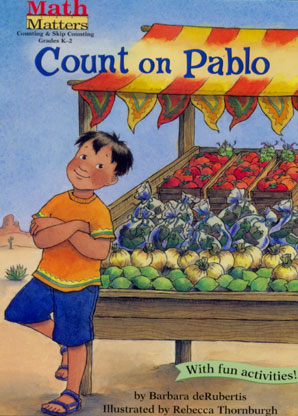 Math
Matters
Counting & Skip Counting
Grades K-2
Count on Pablo
With fun activities!
by Barbara deRubertis
Illustrated by Rebecca Thornburgh